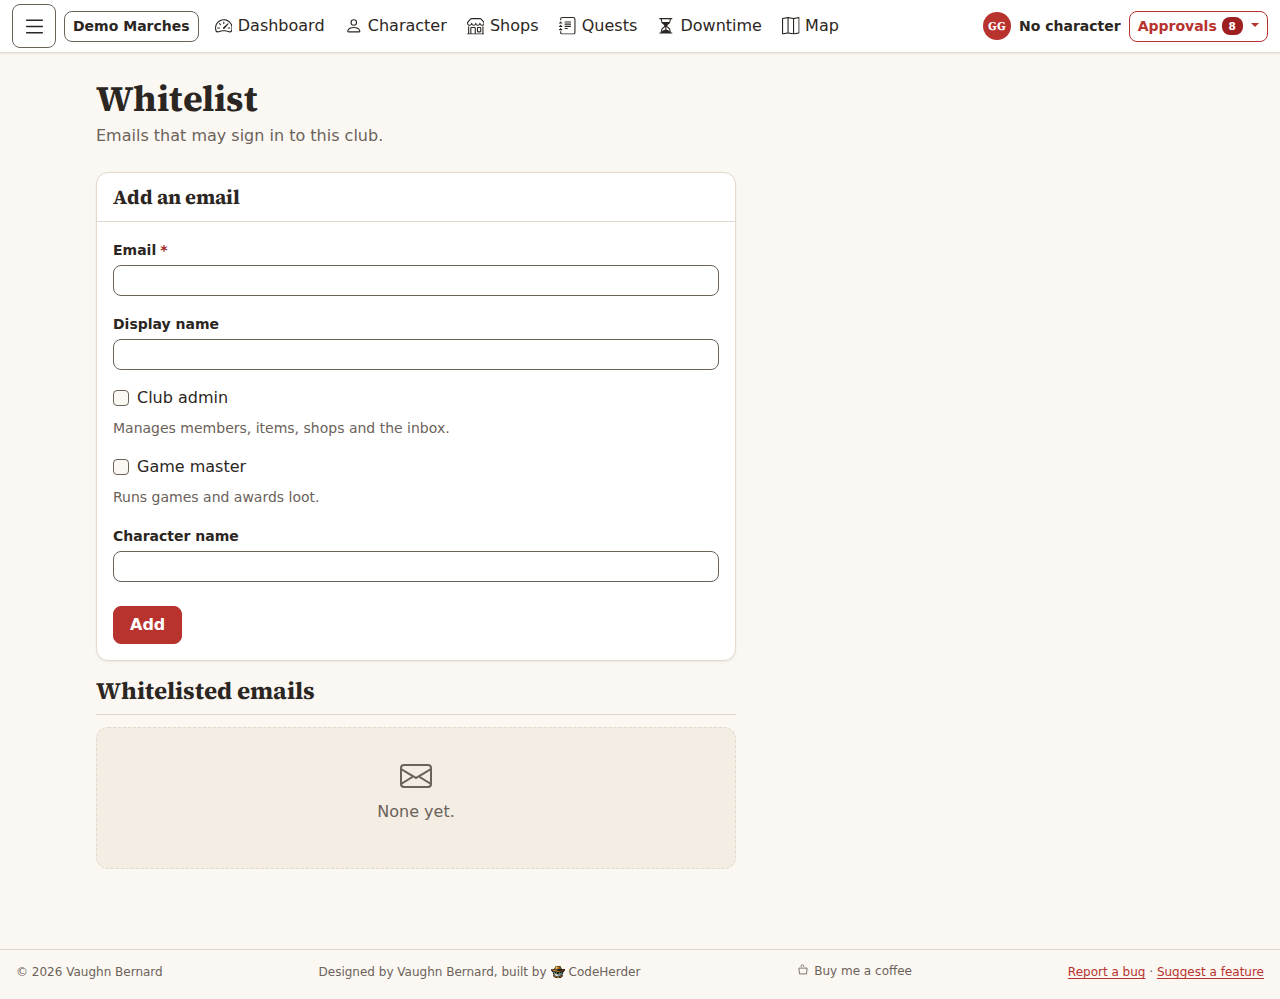 Demo Marches
Dashboard
Character
Shops
Quests
Downtime
Map
GG
No character
Approvals 8
Whitelist
Emails that may sign in to this club.
Add an email
Email *
Display name
Club admin
Manages members, items, shops and the inbox.
Game master
Runs games and awards loot.
Character name
Add
Whitelisted emails
None yet.
© 2026 Vaughn Bernard
Designed by Vaughn Bernard, built by CodeHerder
Buy me a coffee
Report a bug · Suggest a feature